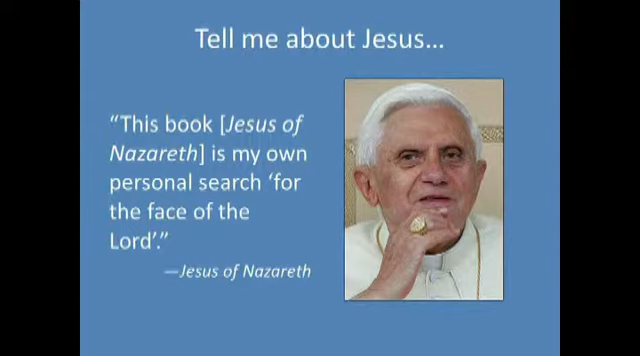 Tell me about Jesus…
“This book [Jesus of
Nazareth] is my own
personal search ‘for
the face of the
Lord’.”
—Jesus of Nazareth